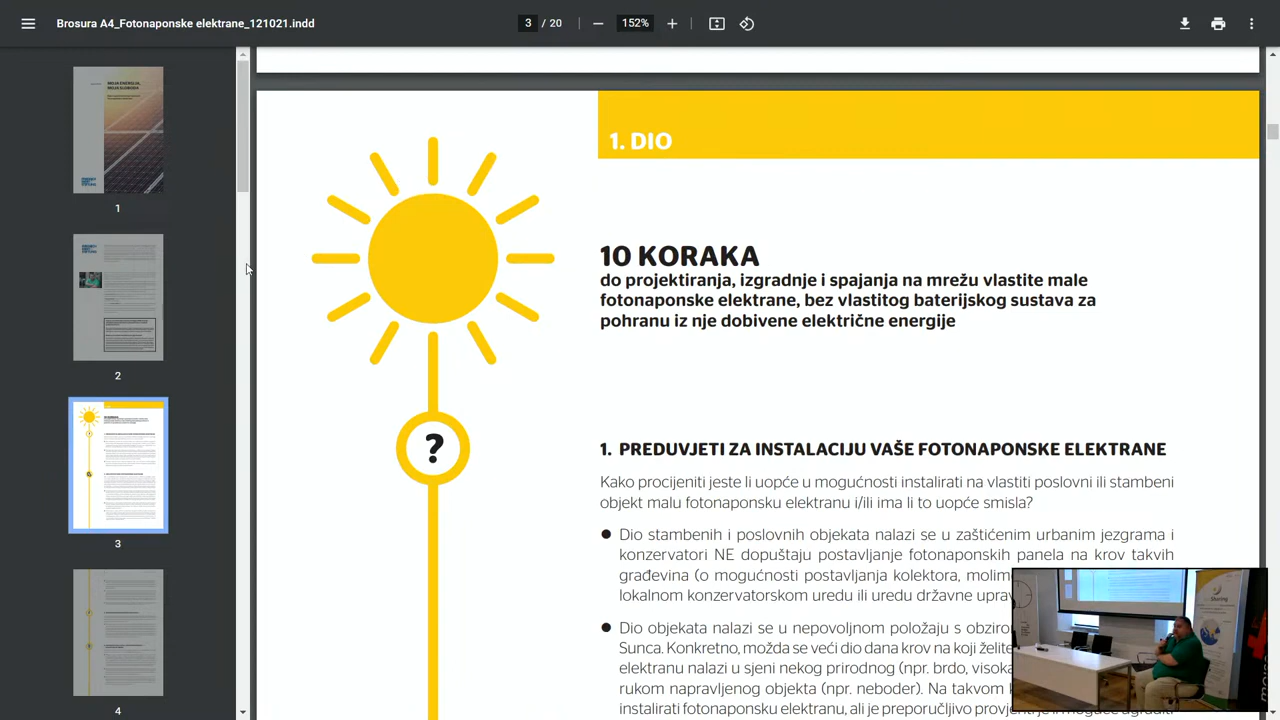 Brosura A4_Fotonaponske elektrane_121021.indd
3 / 20
152%
MOJA ENERGIJA,
MOJA SLOBODA
1
2
3
4
1. DIO
10 KORAKA
do projektiranja, izgradnje i spajanja na mrežu vlastite male
fotonaponske elektrane, bez vlastitog baterijskog sustava za
pohranu iz nje dobivene električne energije
?
1. PREDUVJETI ZA INSTALACIJU VAŠE FOTONAPONSKE ELEKTRANE
Kako procijeniti jeste li uopće u mogućnosti instalirati na vlastiti poslovni ili stambeni
objekt malu fotonaponsku elektranu i/ili ima li to uopće smisla?
● Dio stambenih i poslovnih objekata nalazi se u zaštićenim urbanim jezgrama i
konzervatori NE dopuštaju postavljanje fotonaponskih panela na krov takvih
građevina (o mogućnosti postavljanja kolektora, molim
lokalnom konzervatorskom uredu ili uredu državne uprav
● Dio objekata nalazi se u nepovoljnom položaju s obziro
Sunca. Konkretno, možda se veći dio dana krov na koji želite
elektranu nalazi u sjeni nekog prirodnog (npr. brdo, visoka
rukom napravljenog objekta (npr. neboder). Na takvom
instalirati fotonaponsku elektranu, ali je preporučljivo